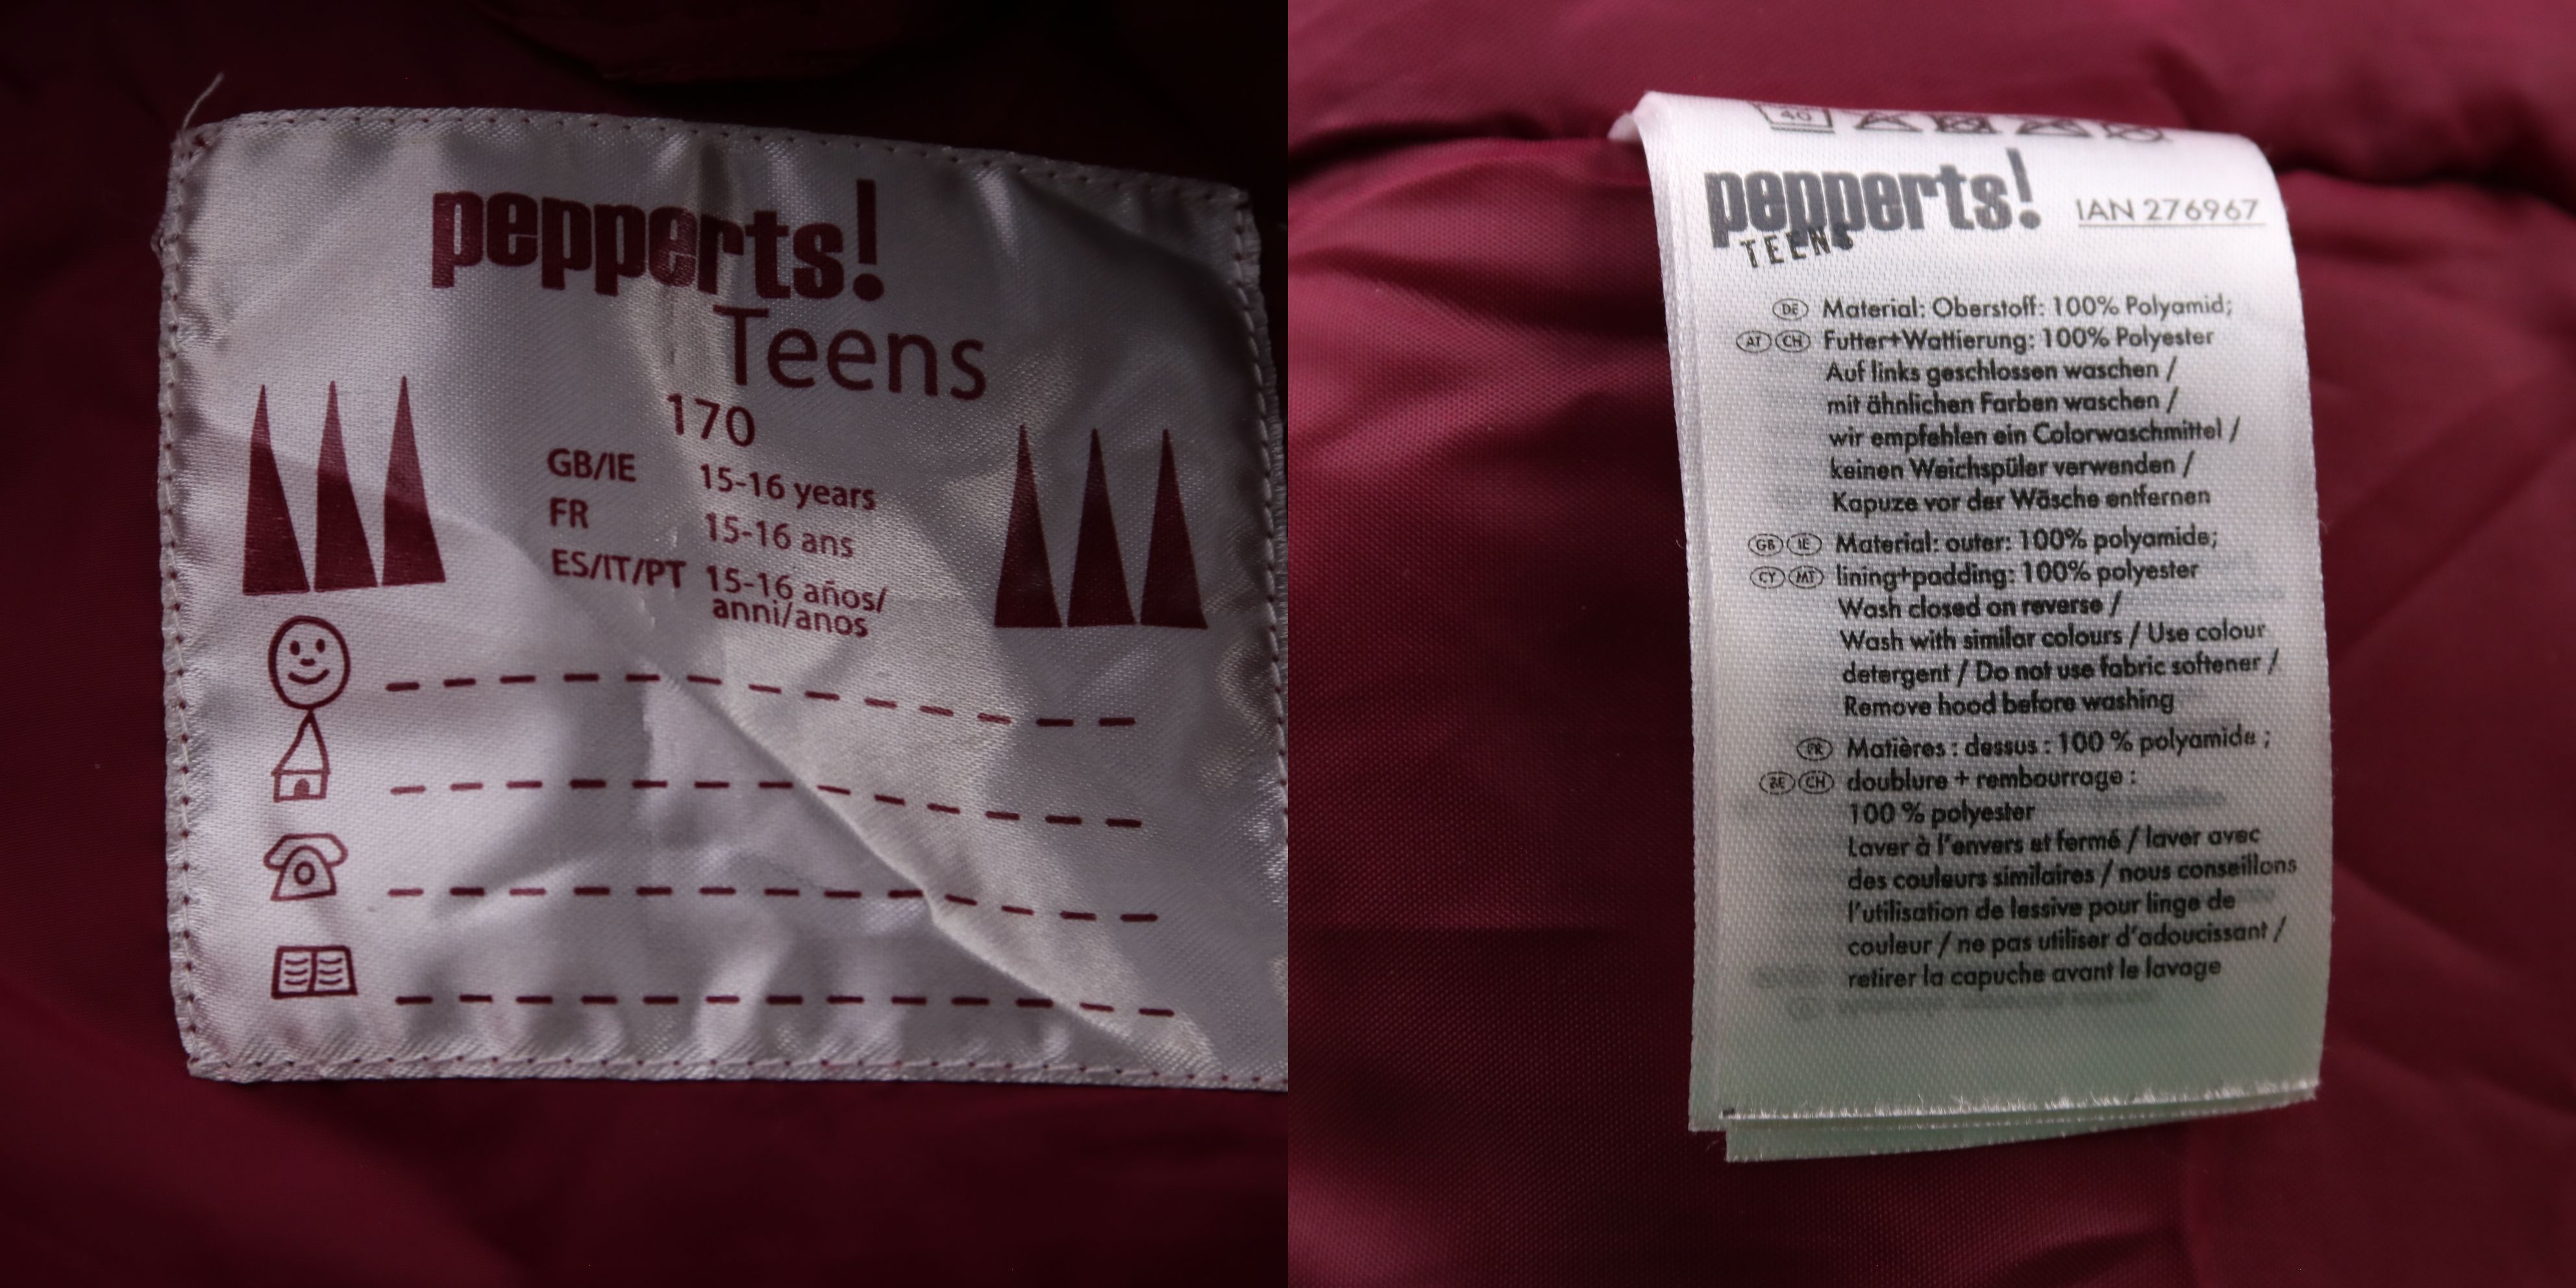 pepperts!
Teens
170
GB/IE 15-16 years
FR 15-16 ans
ES/IT/PT 15-16 años/
anni/anos
40
pepperts! IAN 276967
TEENS
DE Material: Oberstoff: 100% Polyamid;
AT CH Futter+Wattierung: 100% Polyester
Auf links geschlossen waschen /
mit ähnlichen Farben waschen /
wir empfehlen ein Colorwaschmittel /
keinen Weichspüler verwenden /
Kapuze vor der Wäsche entfernen
GB IE Material: outer: 100% polyamide;
CY MT lining+padding: 100% polyester
Wash closed on reverse /
Wash with similar colours / Use colour
detergent / Do not use fabric softener /
Remove hood before washing
FR Matières : dessus : 100 % polyamide ;
BE CH doublure + rembourrage :
100 % polyester
Laver à l'envers et fermé / laver avec
des couleurs similaires / nous conseillons
l'utilisation de lessive pour linge de
couleur / ne pas utiliser d'adoucissant /
retirer la capuche avant le lavage